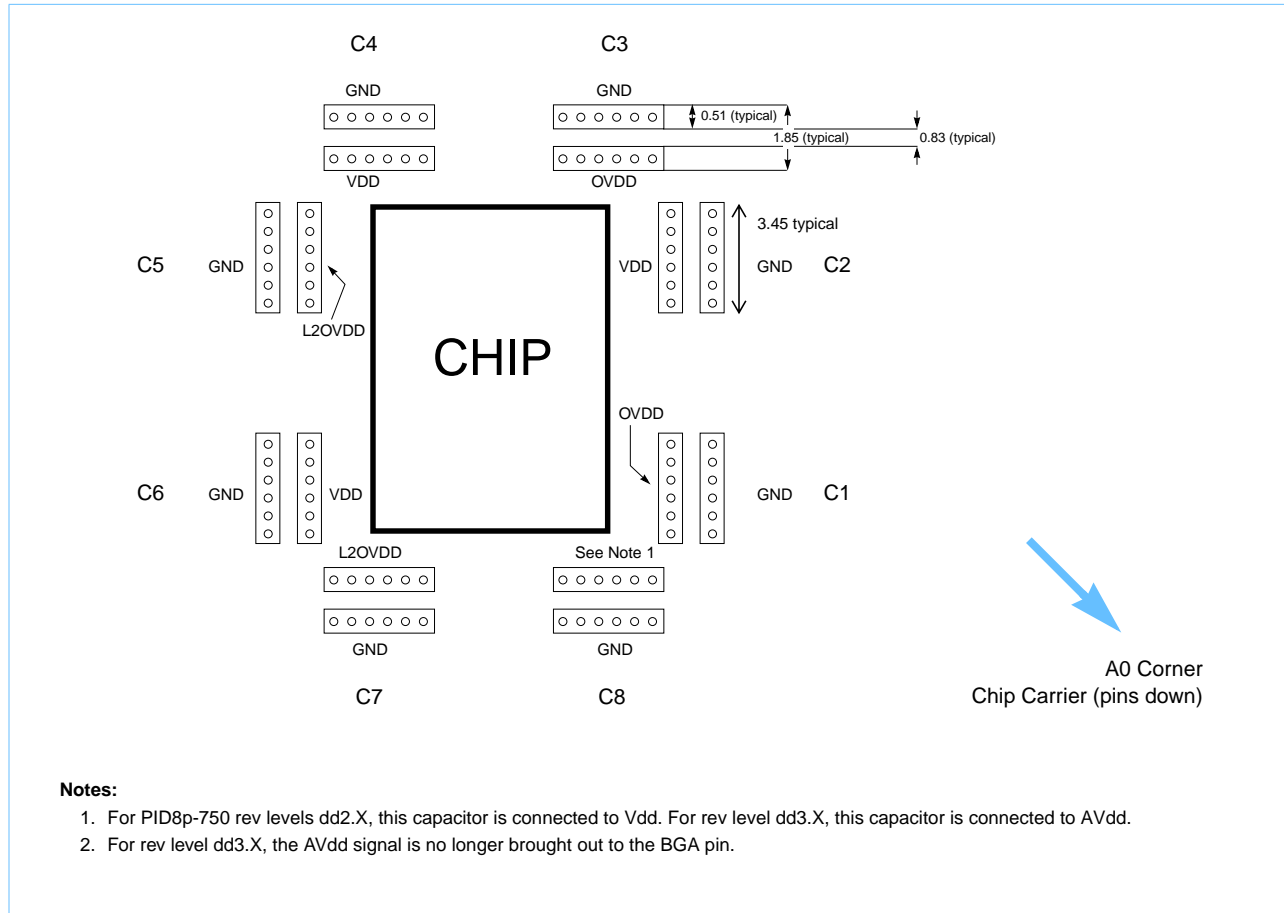 C4
C3
GND
GND
0.51 (typical)
1.85 (typical)
0.83 (typical)
VDD
OVDD
3.45 typical
C5
GND
VDD
GND
C2
L2OVDD
CHIP
OVDD
C6
GND
VDD
GND
C1
L2OVDD
See Note 1
GND
GND
A0 Corner
C7
C8
Chip Carrier (pins down)
Notes:
1. For PID8p-750 rev levels dd2.X, this capacitor is connected to Vdd. For rev level dd3.X, this capacitor is connected to AVdd.
2. For rev level dd3.X, the AVdd signal is no longer brought out to the BGA pin.